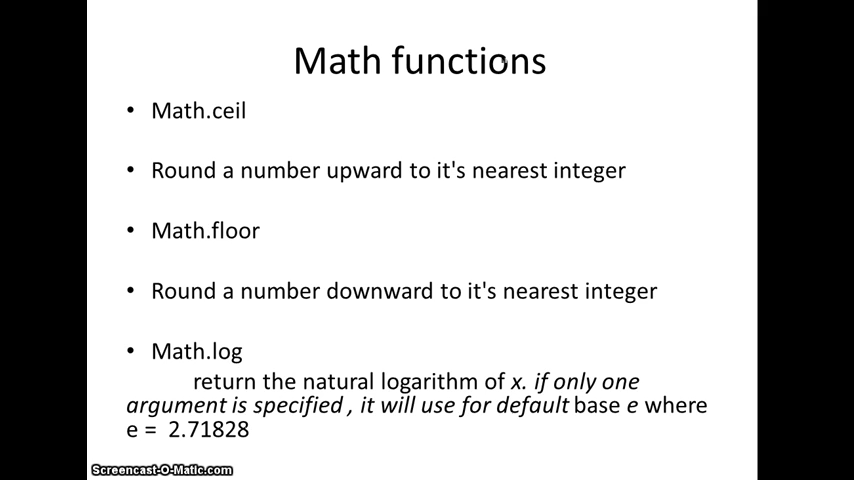 Math functions
• Math.ceil
• Round a number upward to it's nearest integer
• Math.floor
• Round a number downward to it's nearest integer
• Math.log
return the natural logarithm of x. if only one
argument is specified , it will use for default base e where
e = 2.71828
Screencast-O-Matic.com